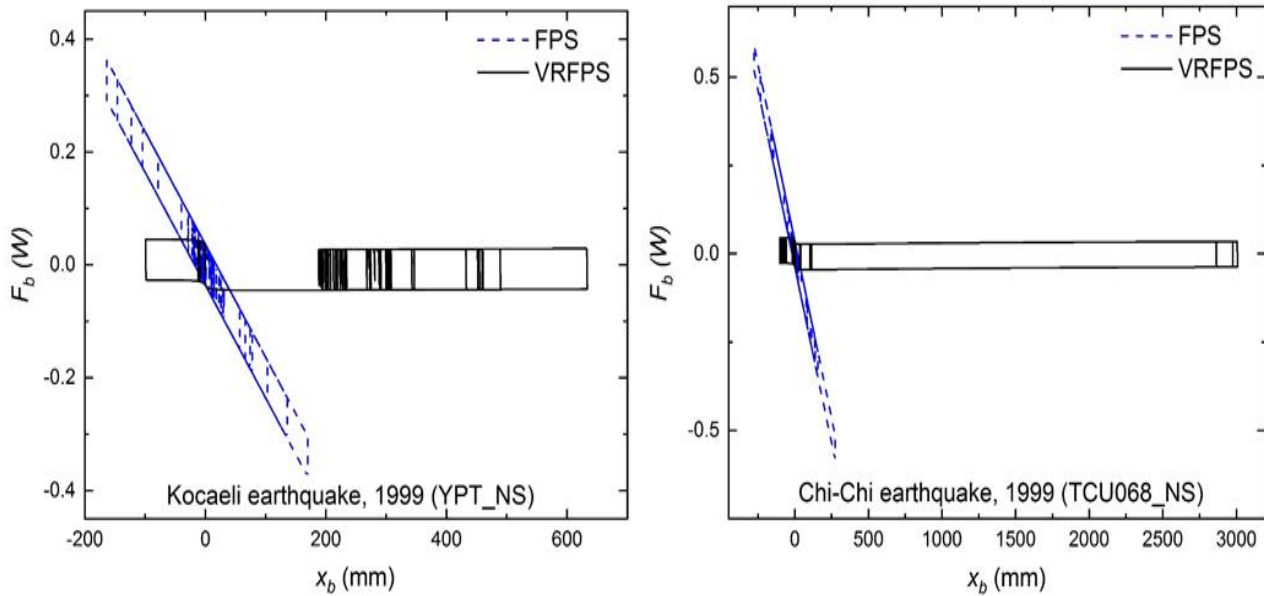 0.4
0.2
0.0
-0.2
-0.4
F_b (W)
FPS
VRFPS
Kocaeli earthquake, 1999 (YPT_NS)
-200 0 200 400 600
x_b (mm)
0.5
0.0
-0.5
F_b (W)
FPS
VRFPS
Chi-Chi earthquake, 1999 (TCU068_NS)
0 500 1000 1500 2000 2500 3000
x_b (mm)